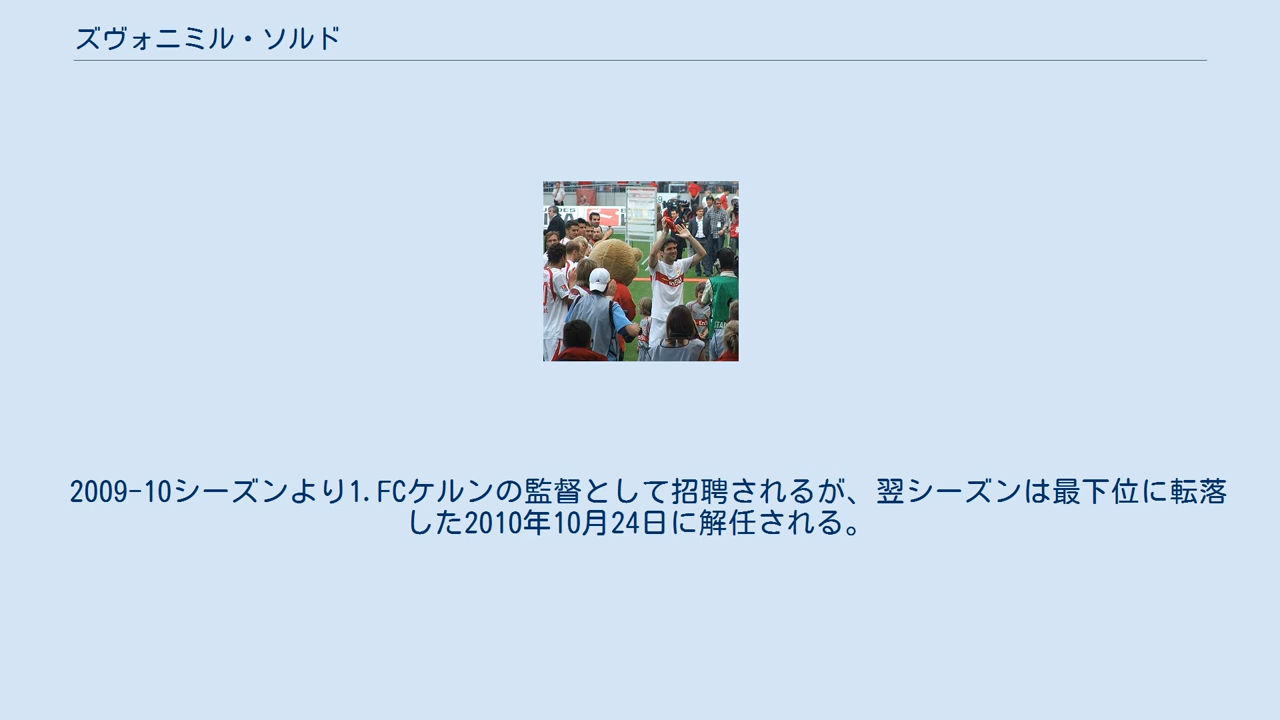 ズヴォニミル・ソルド
2009-10シーズンより1.FCケルンの監督として招聘されるが、翌シーズンは最下位に転落
した2010年10月24日に解任される。